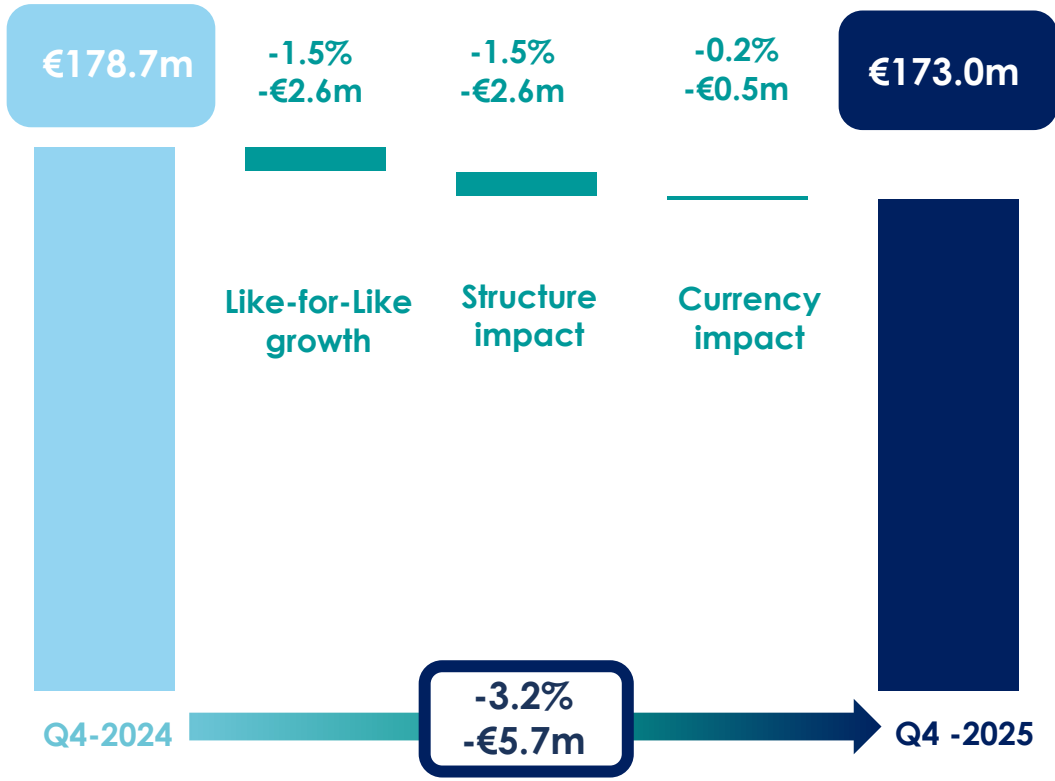 €178.7m
-1.5%
-€2.6m
-1.5%
-€2.6m
-0.2%
-€0.5m
€173.0m
Like-for-Like
growth
Structure
impact
Currency
impact
Q4-2024
-3.2%
-€5.7m
Q4 -2025